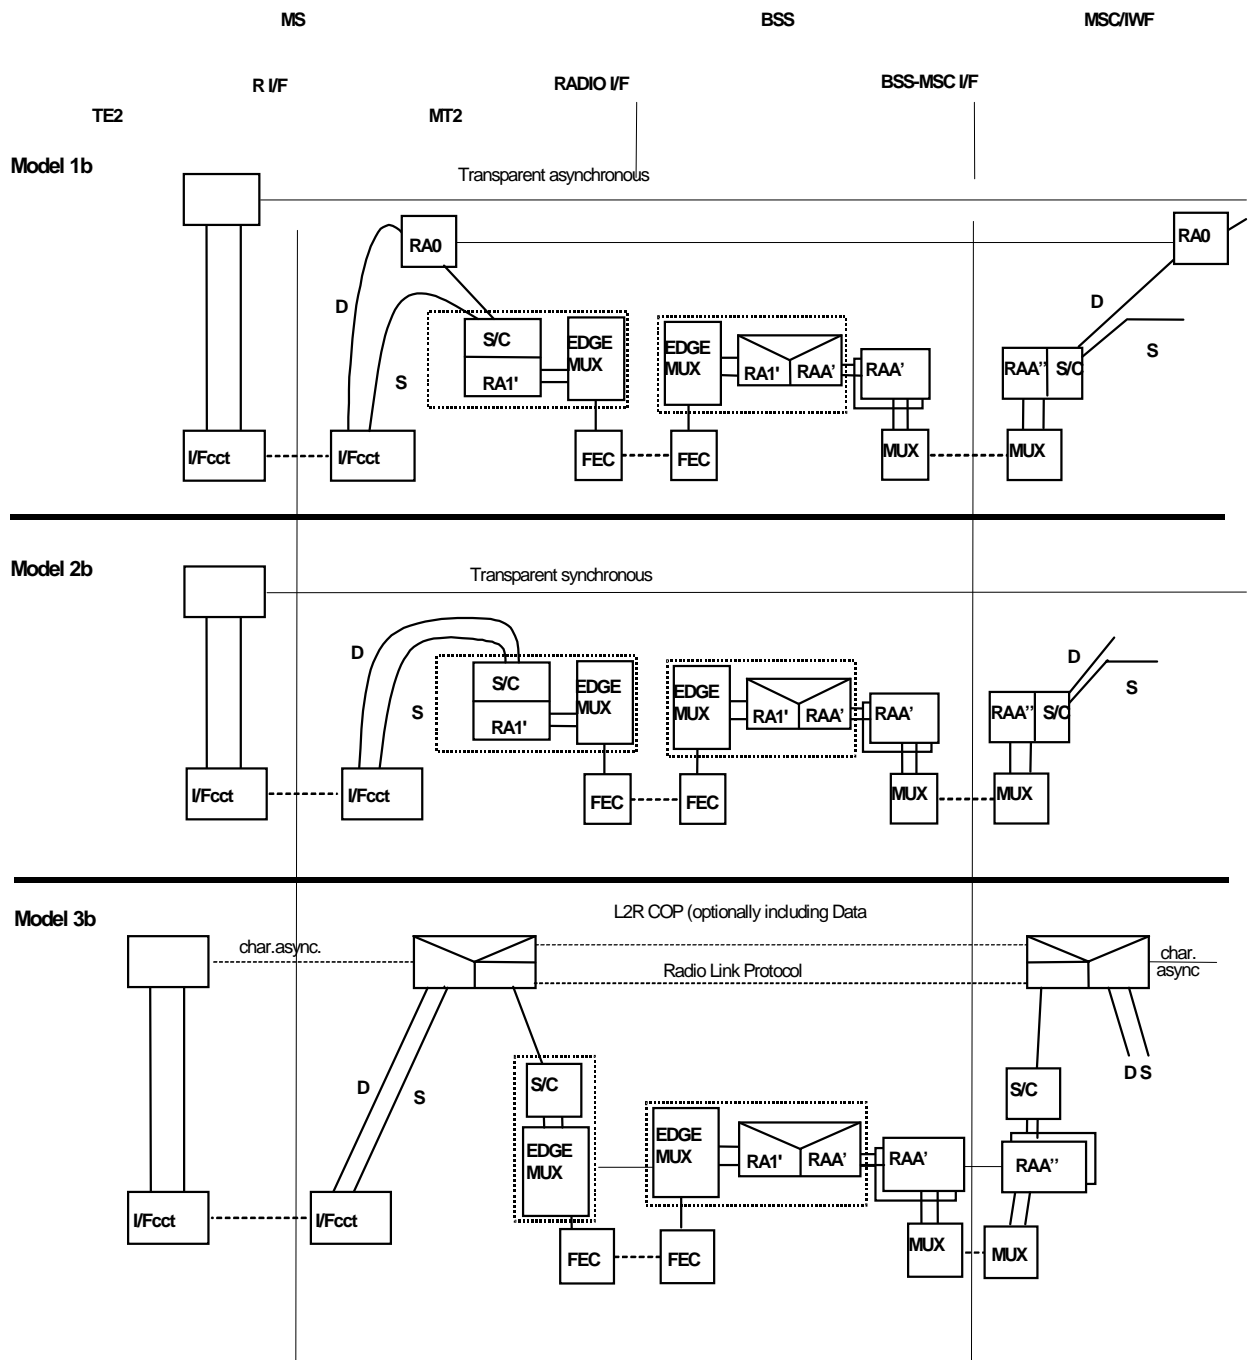 MS BSS MSC/IWF
R I/F RADIO I/F BSS-MSC I/F
TE2 MT2
Model 1b
Transparent asynchronous
RA0 RA0
D D
S/C EDGE MUX EDGE MUX S
RA1' RA1' RAA' RAA' RAA'' S/C
S
I/Fcct I/Fcct FEC FEC MUX MUX
Model 2b
Transparent synchronous
D D
S/C EDGE MUX EDGE MUX S
S RA1' RA1' RAA' RAA' RAA'' S/C
I/Fcct I/Fcct FEC FEC MUX MUX
Model 3b
L2R COP (optionally including Data
char.async. char.
Radio Link Protocol async
D S
D S S/C S/C
EDGE MUX EDGE MUX RA1' RAA' RAA' RAA''
I/Fcct I/Fcct
FEC FEC MUX MUX